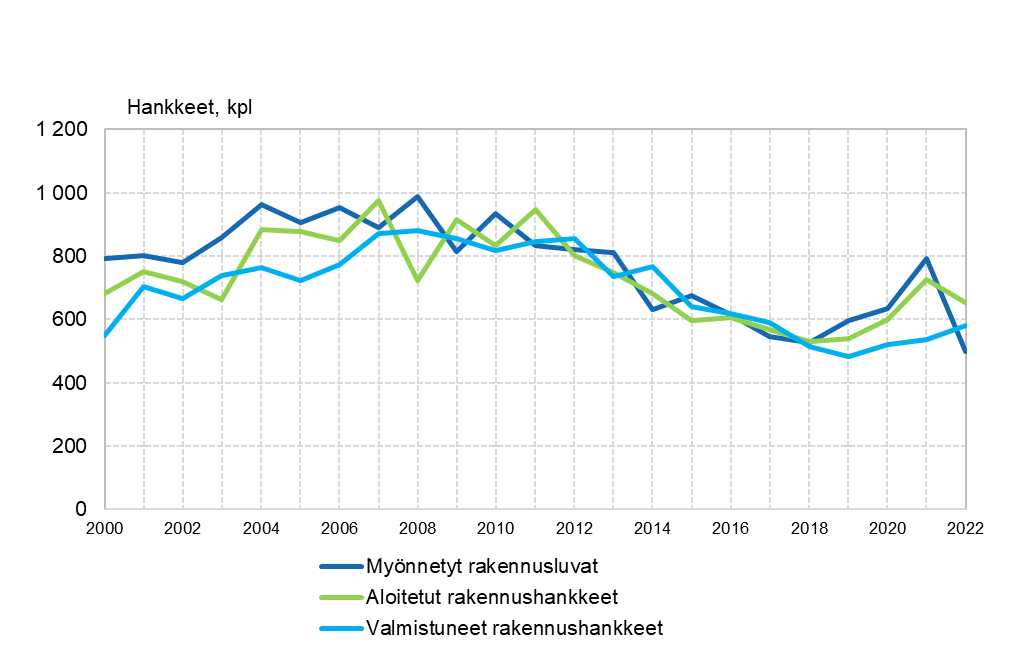 Hankkeet, kpl
1 200
1 000
800
600
400
200
0
2000 2002 2004 2006 2008 2010 2012 2014 2016 2018 2020 2022
Myönnetyt rakennusluvat
Aloitetut rakennushankkeet
Valmistuneet rakennushankkeet